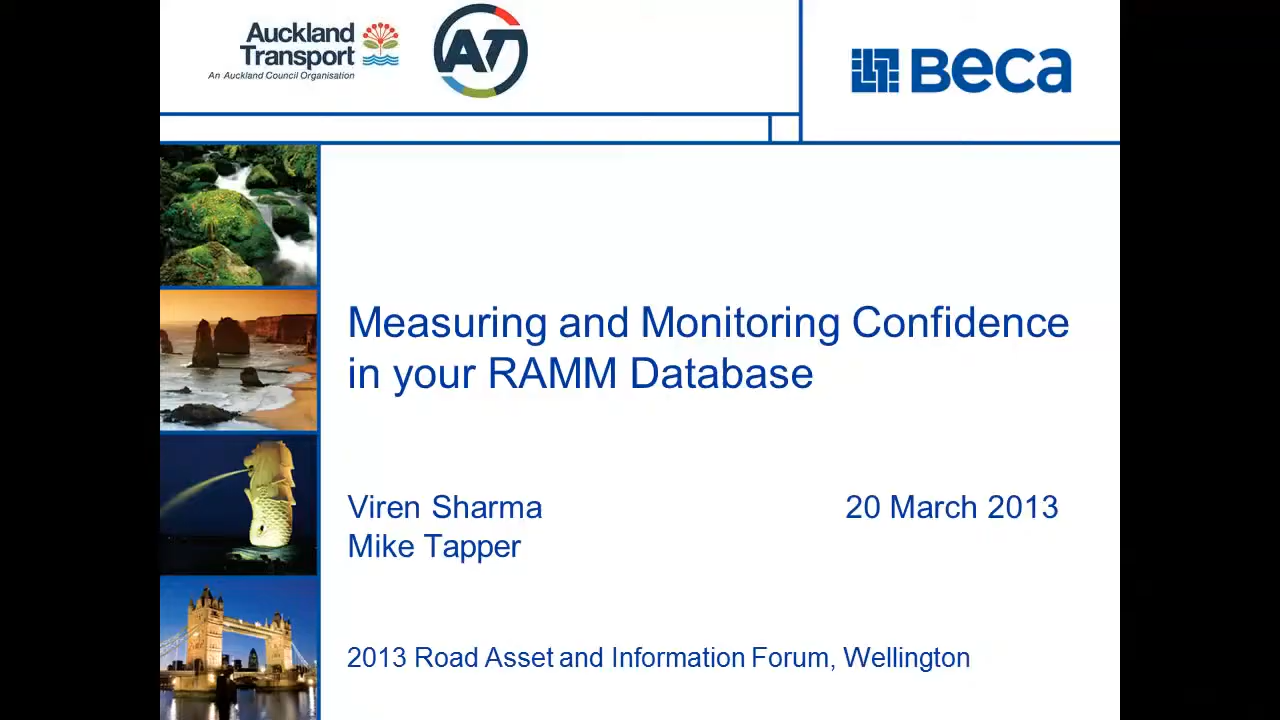 Auckland
Transport
An Auckland Council Organisation
AT
Beca
Measuring and Monitoring Confidence
in your RAMM Database
Viren Sharma
20 March 2013
Mike Tapper
2013 Road Asset and Information Forum, Wellington